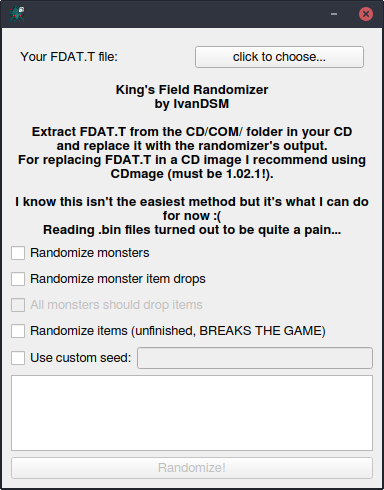 Your FDAT.T file:
click to choose...
King's Field Randomizer
by IvanDSM
Extract FDAT.T from the CD/COM/ folder in your CD
and replace it with the randomizer's output.
For replacing FDAT.T in a CD image I recommend using
CDmage (must be 1.02.1!).
I know this isn't the easiest method but it's what I can do
for now :(
Reading .bin files turned out to be quite a pain...
Randomize monsters
Randomize monster item drops
All monsters should drop items
Randomize items (unfinished, BREAKS THE GAME)
Use custom seed:
Randomize!